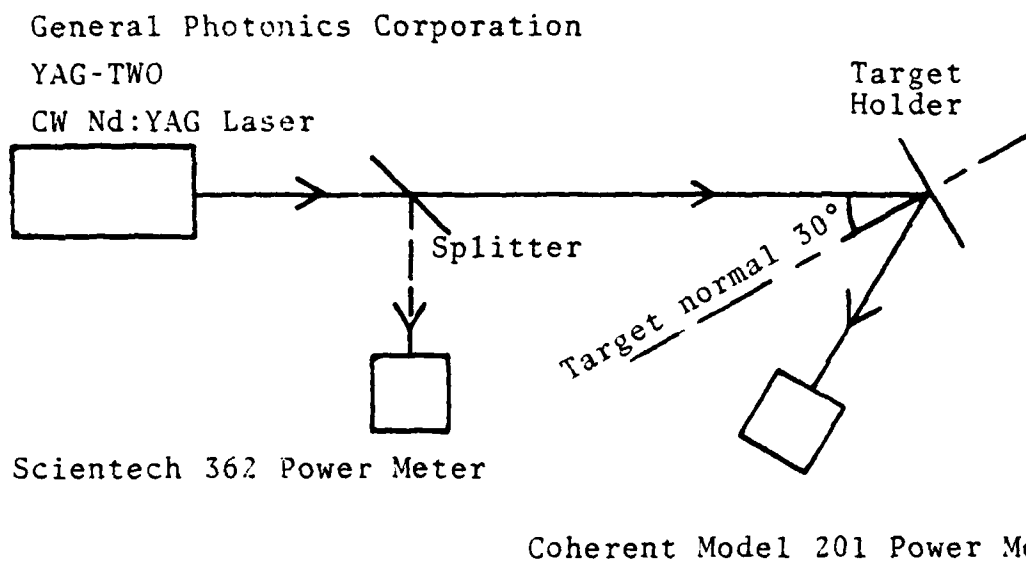 General Photonics Corporation
YAG-TWO
CW Nd:YAG Laser
Target
Holder
Splitter
Target normal 30°
Scientech 362 Power Meter
Coherent Model 201 Power Me